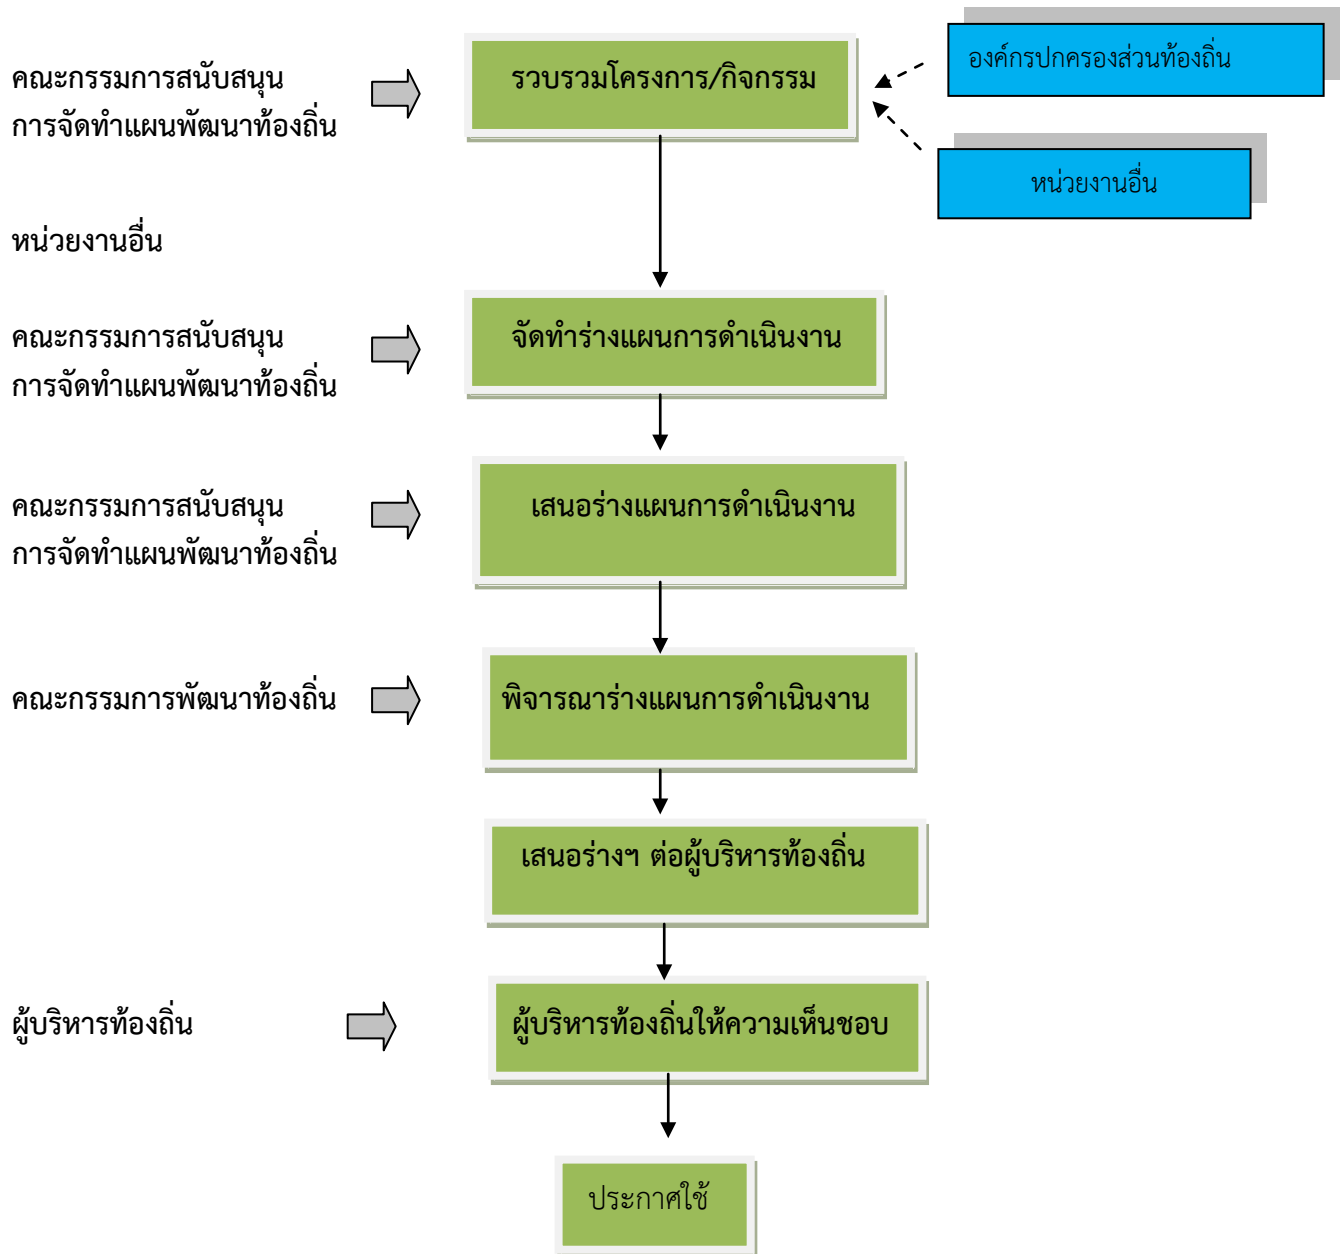 คณะกรรมการสนับสนุน
การจัดทำแผนพัฒนาท้องถิ่น
รวบรวมโครงการ/กิจกรรม
องค์กรปกครองส่วนท้องถิ่น
หน่วยงานอื่น
หน่วยงานอื่น
คณะกรรมการสนับสนุน
การจัดทำแผนพัฒนาท้องถิ่น
จัดทำร่างแผนการดำเนินงาน
คณะกรรมการสนับสนุน
การจัดทำแผนพัฒนาท้องถิ่น
เสนอร่างแผนการดำเนินงาน
คณะกรรมการพัฒนาท้องถิ่น
พิจารณาร่างแผนการดำเนินงาน
เสนอร่างฯ ต่อผู้บริหารท้องถิ่น
ผู้บริหารท้องถิ่น
ผู้บริหารท้องถิ่นให้ความเห็นชอบ
ประกาศใช้